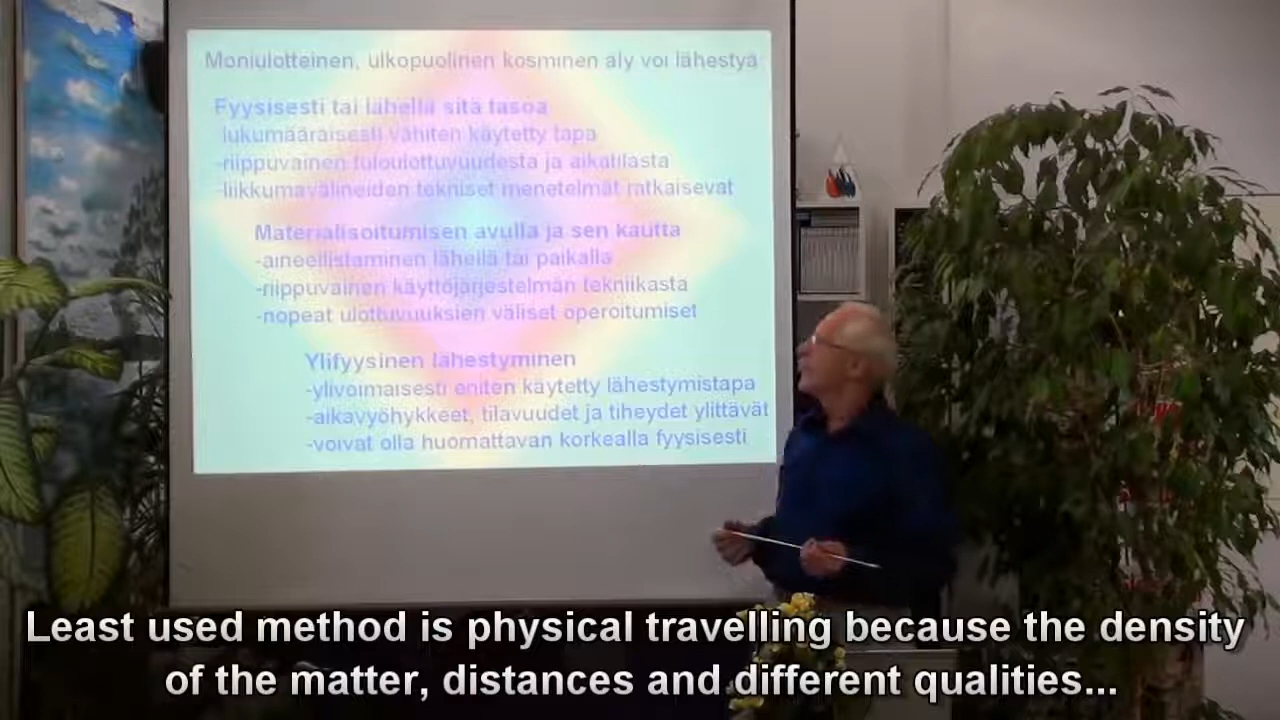 Moniulotteinen, ulkopuolinen kosminen äly voi lähestyä
Fyysisesti tai lähellä sitä tasoa
lukumääräisesti vähiten käytetty tapa
-riippuvainen tuloulottuvuudesta ja aikatilasta
-liikkumavälineiden tekniset menetelmät ratkaisevat
Materialisoitumisen avulla ja sen kautta
-aineellistaminen lähellä tai paikalla
-riippuvainen käyttöjärjestelmän tekniikasta
-nopeat ulottuvuuksien väliset operoitumiset
Ylifyysinen lähestyminen
-ylivoimaisesti eniten käytetty lähestymistapa
-aikavyöhykkeet, tilavuudet ja tiheydet ylittävät
-voivat olla huomattavan korkealla fyysisesti
Least used method is physical travelling because the density
of the matter, distances and different qualities...